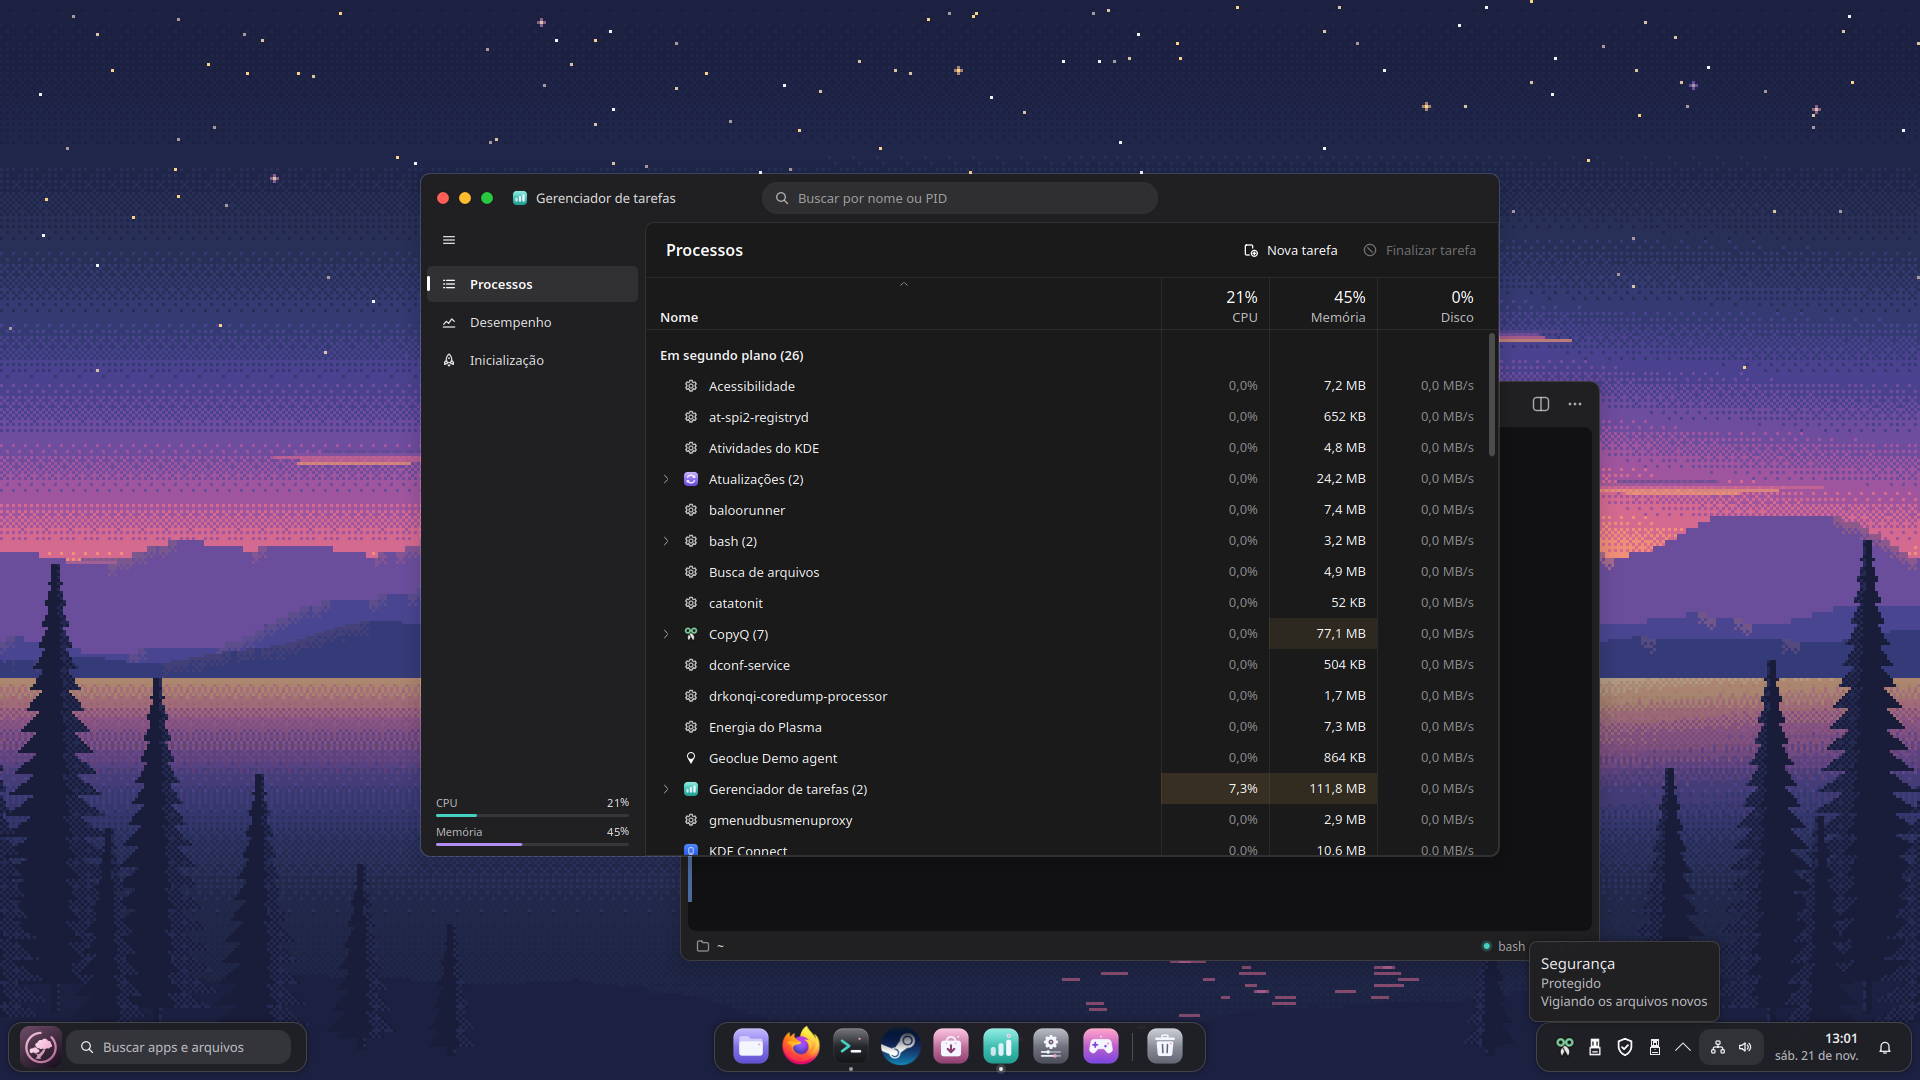 Gerenciador de tarefas
Buscar por nome ou PID
Processos
Desempenho
Inicialização
CPU 21%
Memória 45%
Processos
Nova tarefa
Finalizar tarefa
21% 45% 0%
Nome CPU Memória Disco
Em segundo plano (26)
Acessibilidade 0,0% 7,2 MB 0,0 MB/s
at-spi2-registryd 0,0% 652 KB 0,0 MB/s
Atividades do KDE 0,0% 4,8 MB 0,0 MB/s
Atualizações (2) 0,0% 24,2 MB 0,0 MB/s
baloorunner 0,0% 7,4 MB 0,0 MB/s
bash (2) 0,0% 3,2 MB 0,0 MB/s
Busca de arquivos 0,0% 4,9 MB 0,0 MB/s
catatonit 0,0% 52 KB 0,0 MB/s
CopyQ (7) 0,0% 77,1 MB 0,0 MB/s
dconf-service 0,0% 504 KB 0,0 MB/s
drkonqi-coredump-processor 0,0% 1,7 MB 0,0 MB/s
Energia do Plasma 0,0% 7,3 MB 0,0 MB/s
Geoclue Demo agent 0,0% 864 KB 0,0 MB/s
Gerenciador de tarefas (2) 7,3% 111,8 MB 0,0 MB/s
gmenudbusmenuproxy 0,0% 2,9 MB 0,0 MB/s
KDE Connect 0,0% 10,6 MB 0,0 MB/s
~
bash
Segurança
Protegido
Vigiando os arquivos novos
Buscar apps e arquivos
13:01
sáb. 21 de nov.